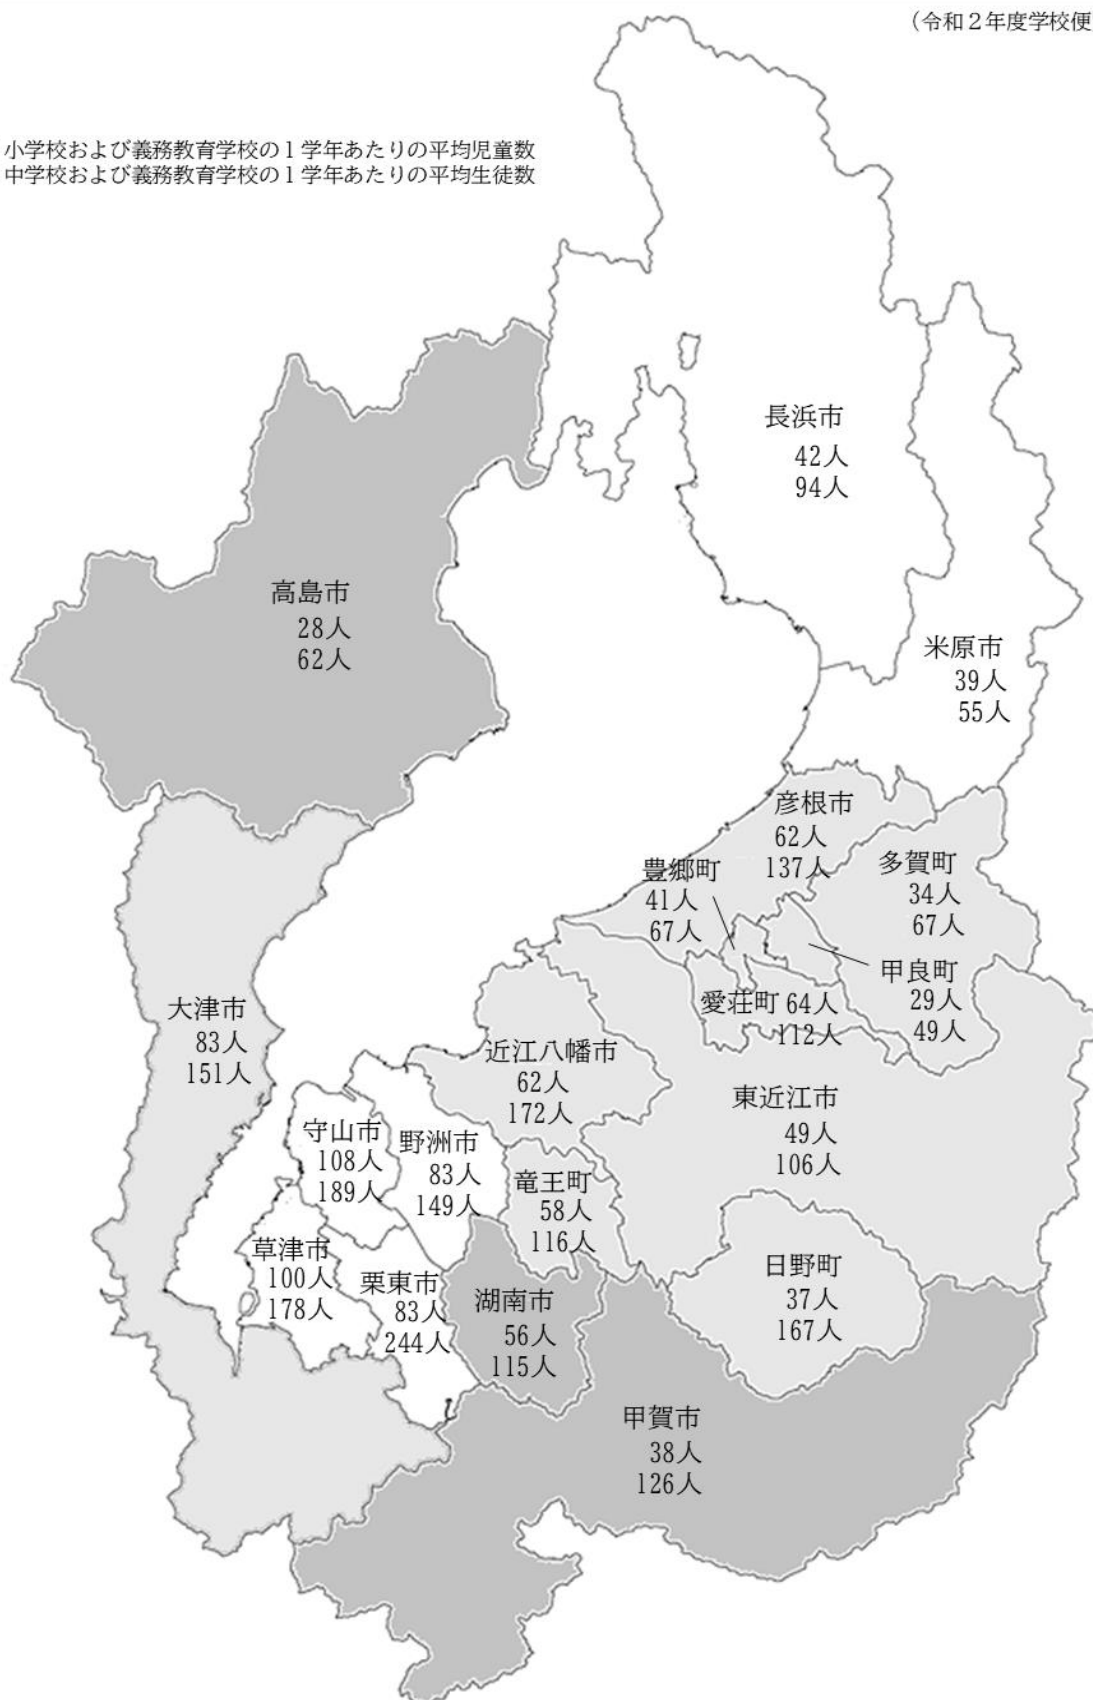 （令和２年度学校便
小学校および義務教育学校の１学年あたりの平均児童数
中学校および義務教育学校の１学年あたりの平均生徒数
長浜市
42人
94人
高島市
28人
62人
米原市
39人
55人
彦根市
62人
137人
多賀町
34人
67人
豊郷町
41人
67人
甲良町
29人
49人
愛荘町 64人
112人
大津市
83人
151人
近江八幡市
62人
172人
東近江市
49人
106人
守山市
108人
189人
野洲市
83人
149人
竜王町
58人
116人
草津市
100人
178人
栗東市
83人
244人
湖南市
56人
115人
日野町
37人
167人
甲賀市
38人
126人